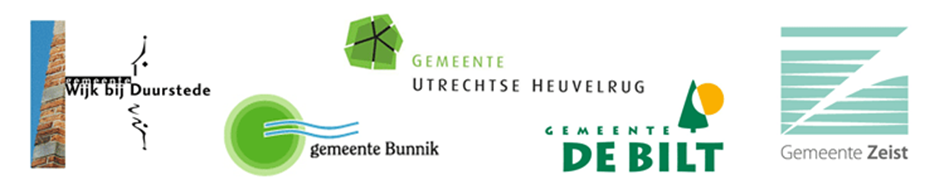 gemeente
Wijk bij Duurstede
gemeente Bunnik
GEMEENTE
UTRECHTSE HEUVELRUG
GEMEENTE
DE BILT
Gemeente Zeist